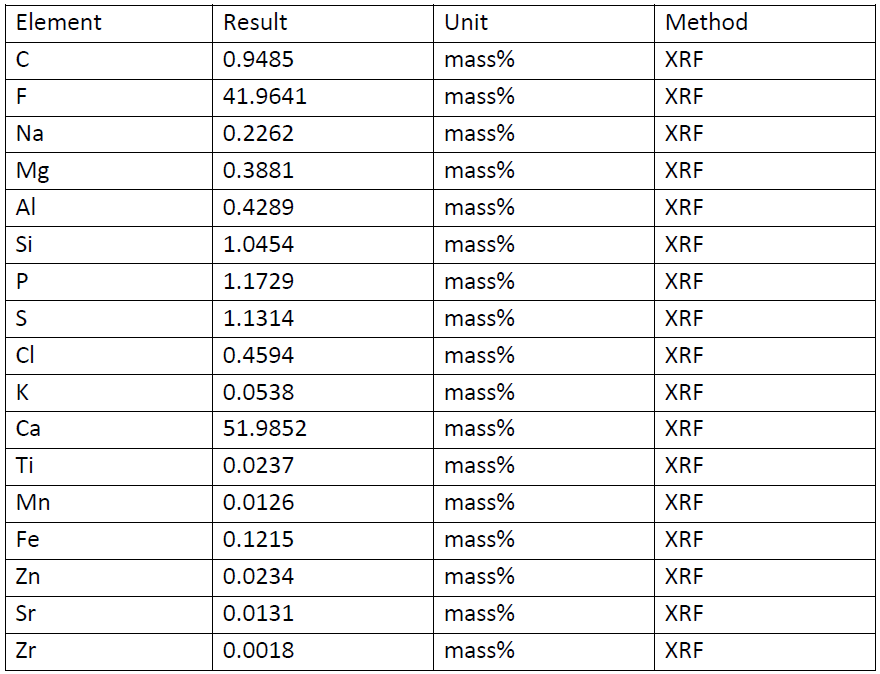 Element Result Unit Method
C 0.9485 mass% XRF
F 41.9641 mass% XRF
Na 0.2262 mass% XRF
Mg 0.3881 mass% XRF
Al 0.4289 mass% XRF
Si 1.0454 mass% XRF
P 1.1729 mass% XRF
S 1.1314 mass% XRF
Cl 0.4594 mass% XRF
K 0.0538 mass% XRF
Ca 51.9852 mass% XRF
Ti 0.0237 mass% XRF
Mn 0.0126 mass% XRF
Fe 0.1215 mass% XRF
Zn 0.0234 mass% XRF
Sr 0.0131 mass% XRF
Zr 0.0018 mass% XRF